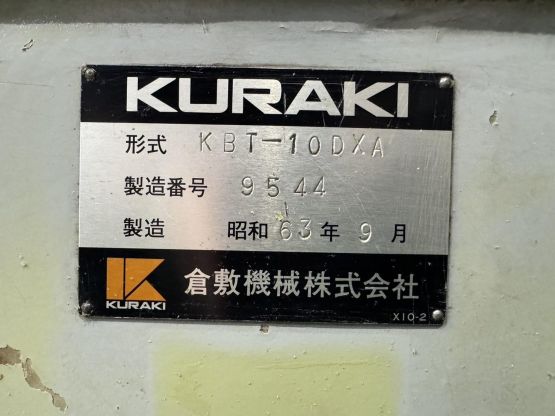 KURAKI
形式 KBT-10DXA
製造番号 9544
製造 昭和63年9月
KURAKI
倉敷機械株式会社
X10-2